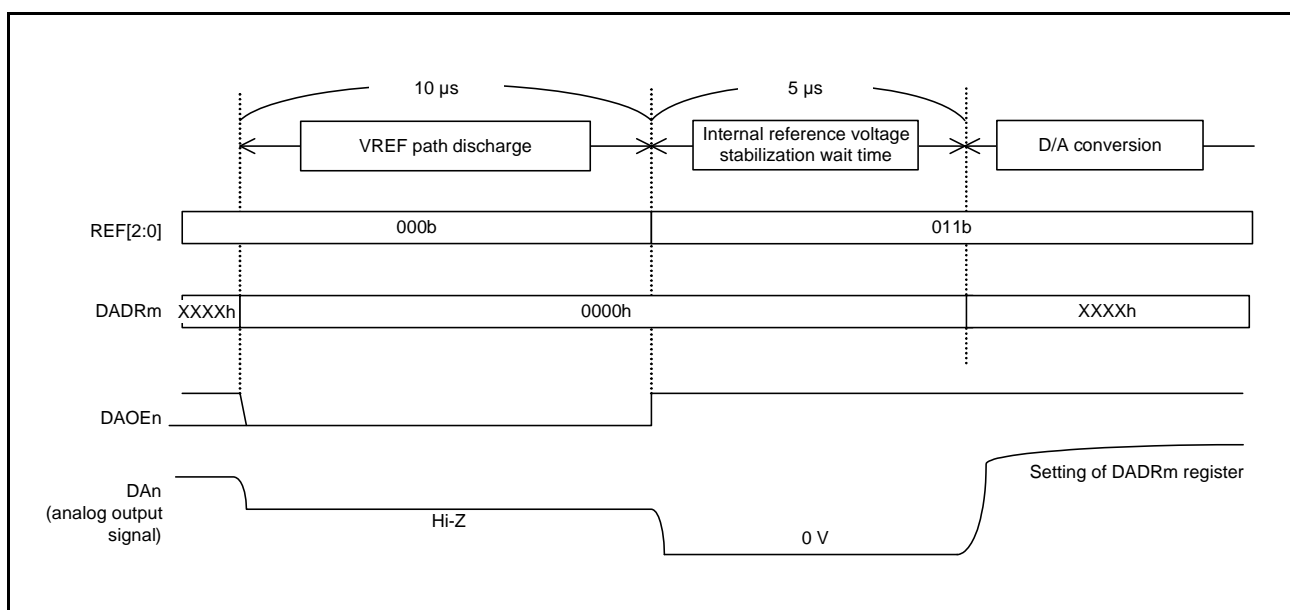 10 µs
5 µs
VREF path discharge
Internal reference voltage
stabilization wait time
D/A conversion
REF[2:0]
000b
011b
DADRm
XXXXh
0000h
XXXXh
DAOEn
DAn
(analog output
signal)
Hi-Z
0 V
Setting of DADRm register